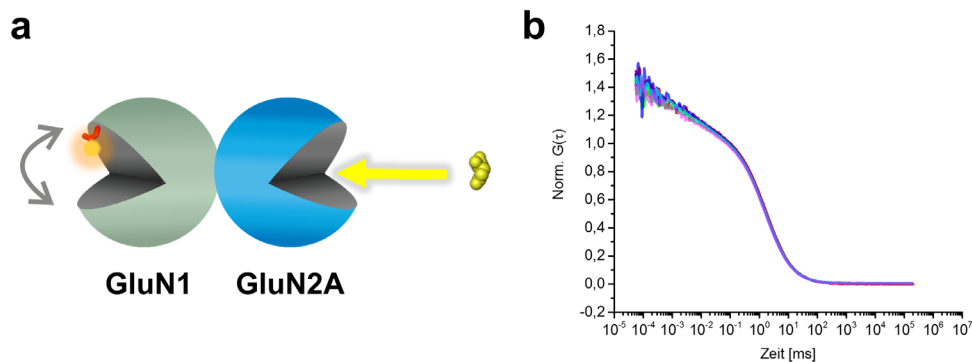 a
GluN1
GluN2A
b
Norm. G(τ)
1,8
1,6
1,4
1,2
1,0
0,8
0,6
0,4
0,2
0,0
-0,2
10⁻⁵ 10⁻⁴ 10⁻³ 10⁻² 10⁻¹ 10⁰ 10¹ 10² 10³ 10⁴ 10⁵ 10⁶ 10⁷
Zeit [ms]